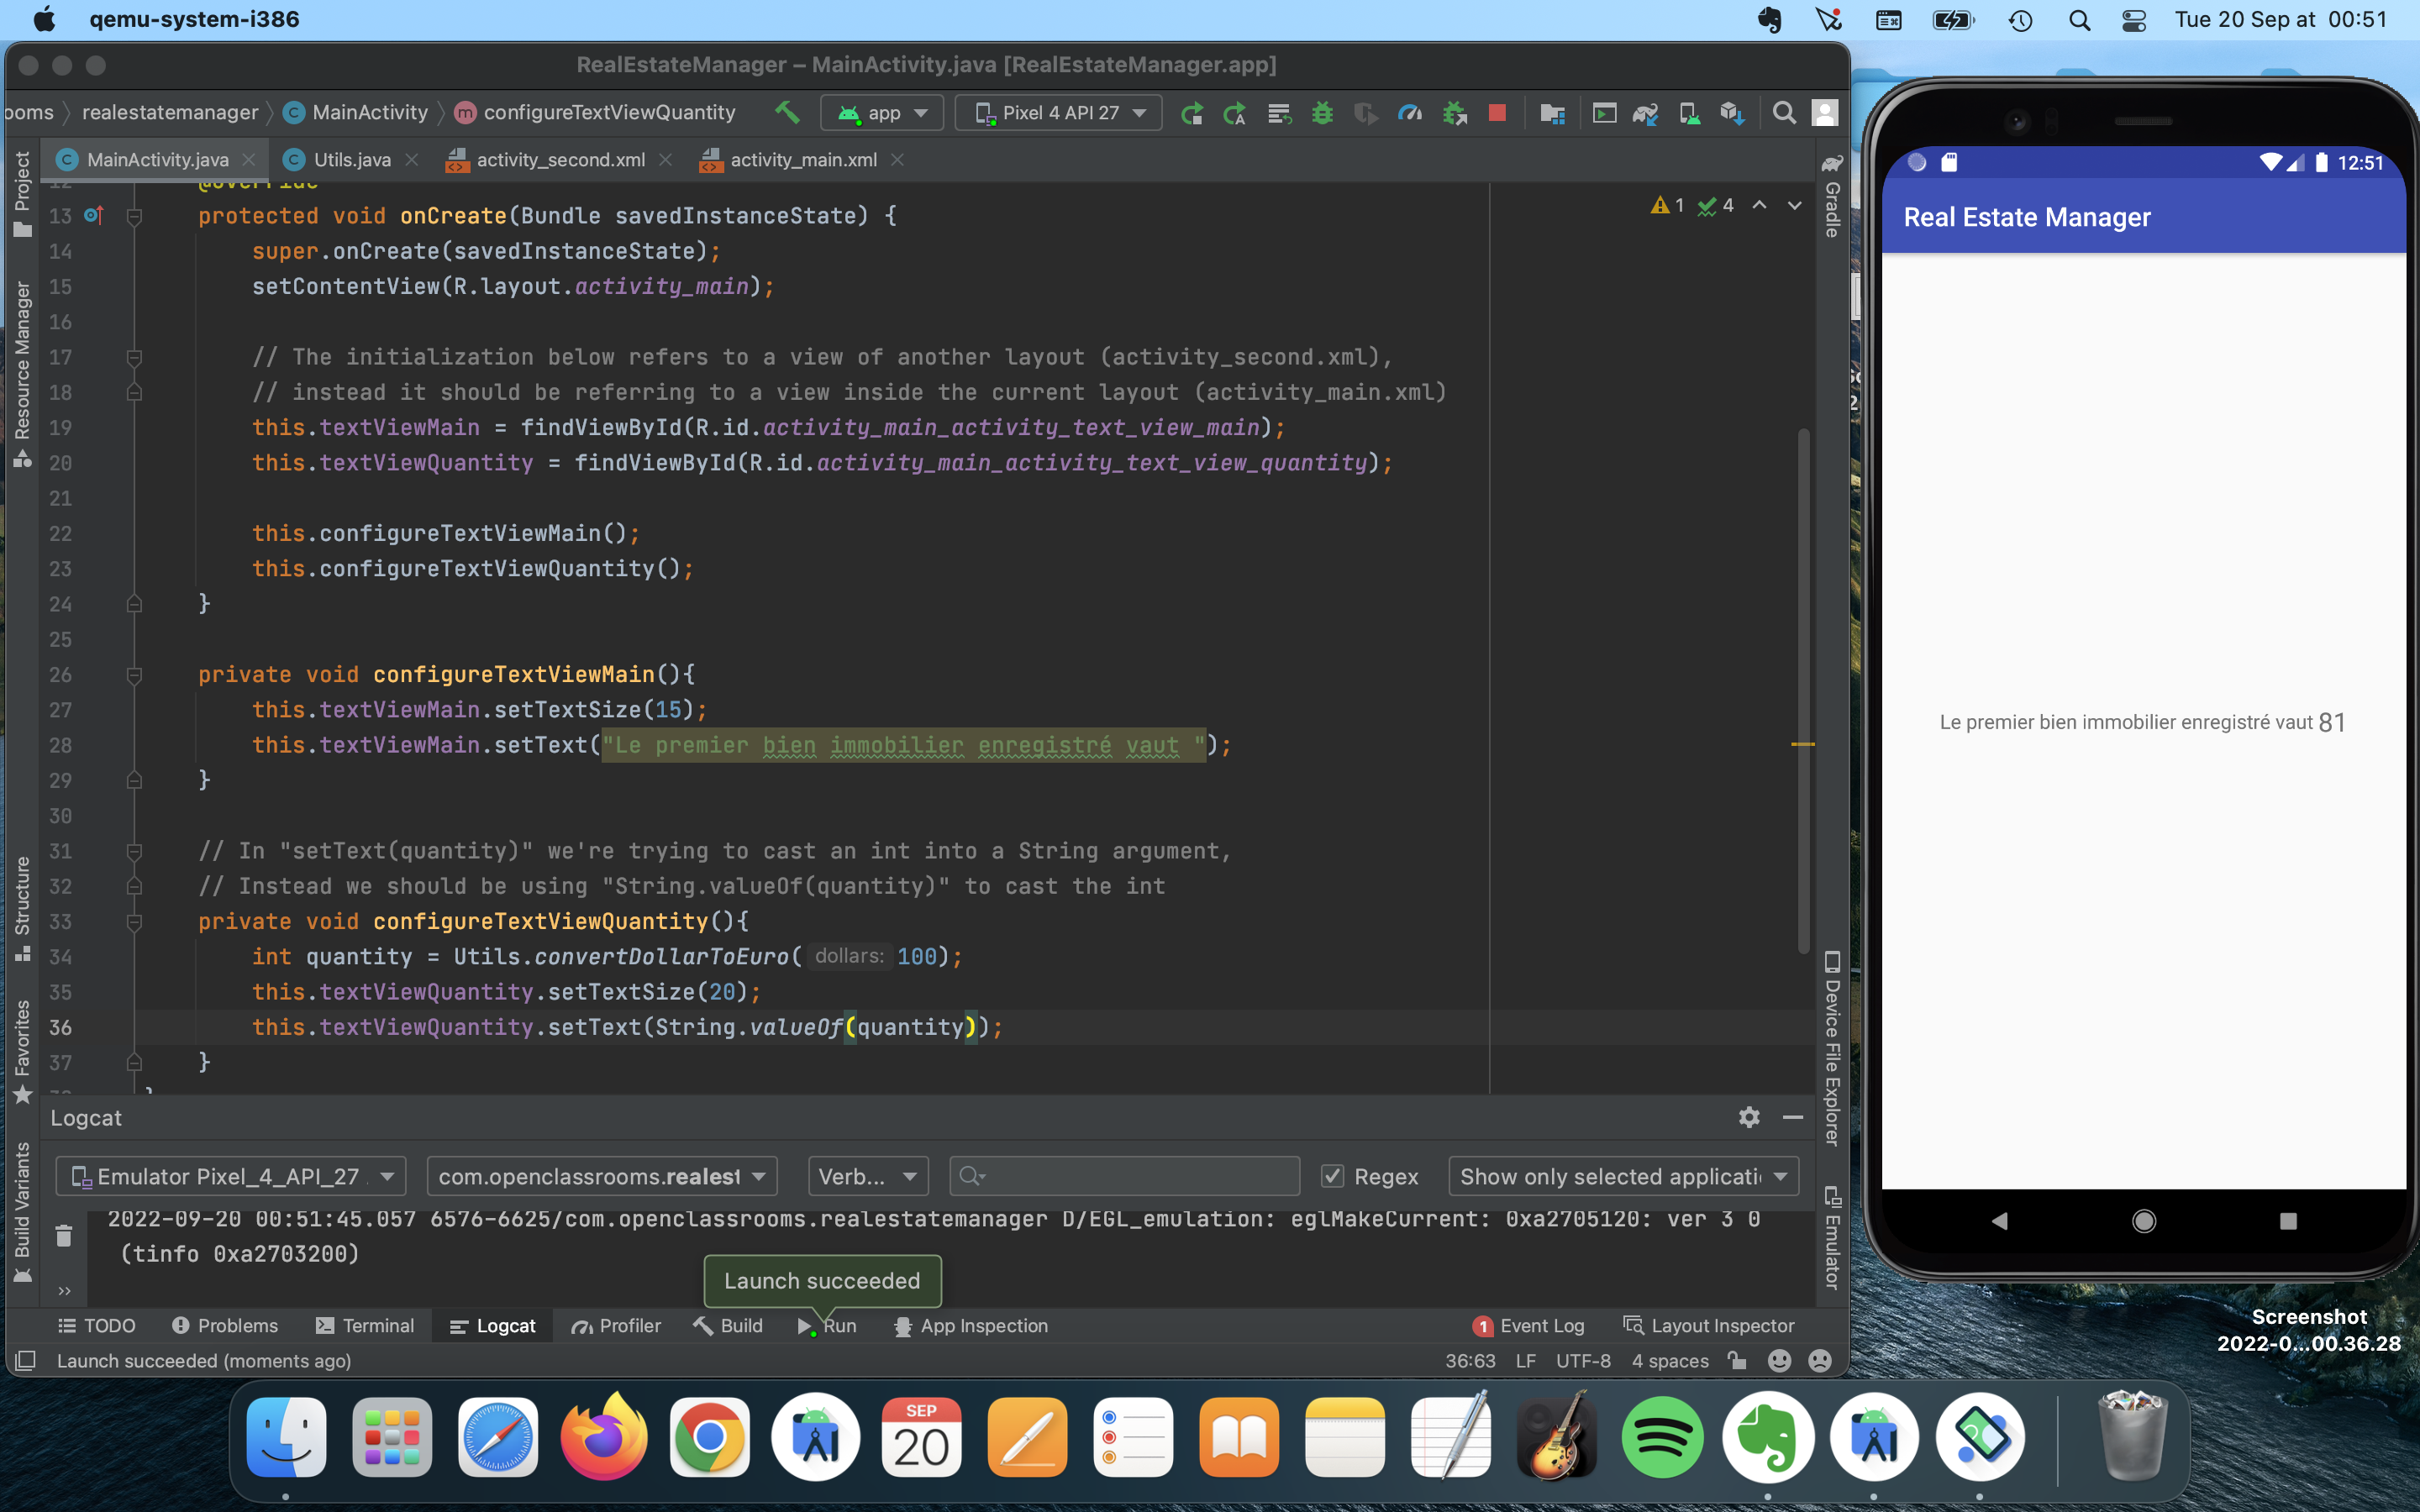 qemu-system-i386
Tue 20 Sep at 00:51
RealEstateManager – MainActivity.java [RealEstateManager.app]
ooms realestatemanager MainActivity configureTextViewQuantity app Pixel 4 API 27
MainActivity.java Utils.java activity_second.xml activity_main.xml
Project
Resource Manager
Structure
Favorites
Build Variants
@Override
1 4
13 protected void onCreate(Bundle savedInstanceState) {
14 super.onCreate(savedInstanceState);
15 setContentView(R.layout.activity_main);
16
17 // The initialization below refers to a view of another layout (activity_second.xml),
18 // instead it should be referring to a view inside the current layout (activity_main.xml)
19 this.textViewMain = findViewById(R.id.activity_main_activity_text_view_main);
20 this.textViewQuantity = findViewById(R.id.activity_main_activity_text_view_quantity);
21
22 this.configureTextViewMain();
23 this.configureTextViewQuantity();
24 }
25
26 private void configureTextViewMain(){
27 this.textViewMain.setTextSize(15);
28 this.textViewMain.setText("Le premier bien immobilier enregistré vaut ");
29 }
30
31 // In "setText(quantity)" we're trying to cast an int into a String argument,
32 // Instead we should be using "String.valueOf(quantity)" to cast the int
33 private void configureTextViewQuantity(){
34 int quantity = Utils.convertDollarToEuro( dollars: 100);
35 this.textViewQuantity.setTextSize(20);
36 this.textViewQuantity.setText(String.valueOf(quantity));
37 }
Gradle
Device File Explorer
Emulator
Logcat
Emulator Pixel_4_API_27 com.openclassrooms.realest Verb... Regex Show only selected applicati
2022-09-20 00:51:45.057 6576-6625/com.openclassrooms.realestatemanager D/EGL_emulation: eglMakeCurrent: 0xa2705120: ver 3 0
(tinfo 0xa2703200)
Launch succeeded
TODO Problems Terminal Logcat Profiler Build Run App Inspection 1 Event Log Layout Inspector
Launch succeeded (moments ago) 36:63 LF UTF-8 4 spaces
12:51
Real Estate Manager
Le premier bien immobilier enregistré vaut 81
Screenshot
2022-0...00.36.28
SEP
20